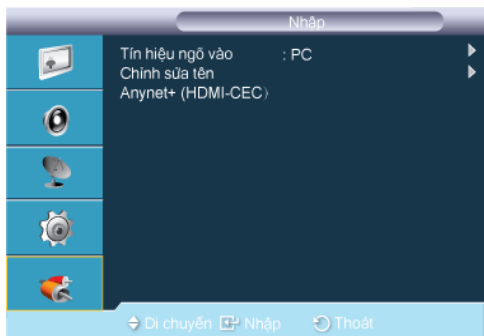 Nhập
Tín hiệu ngõ vào : PC
Chỉnh sửa tên
Anynet+ (HDMI-CEC)
Di chuyển Nhập Thoát